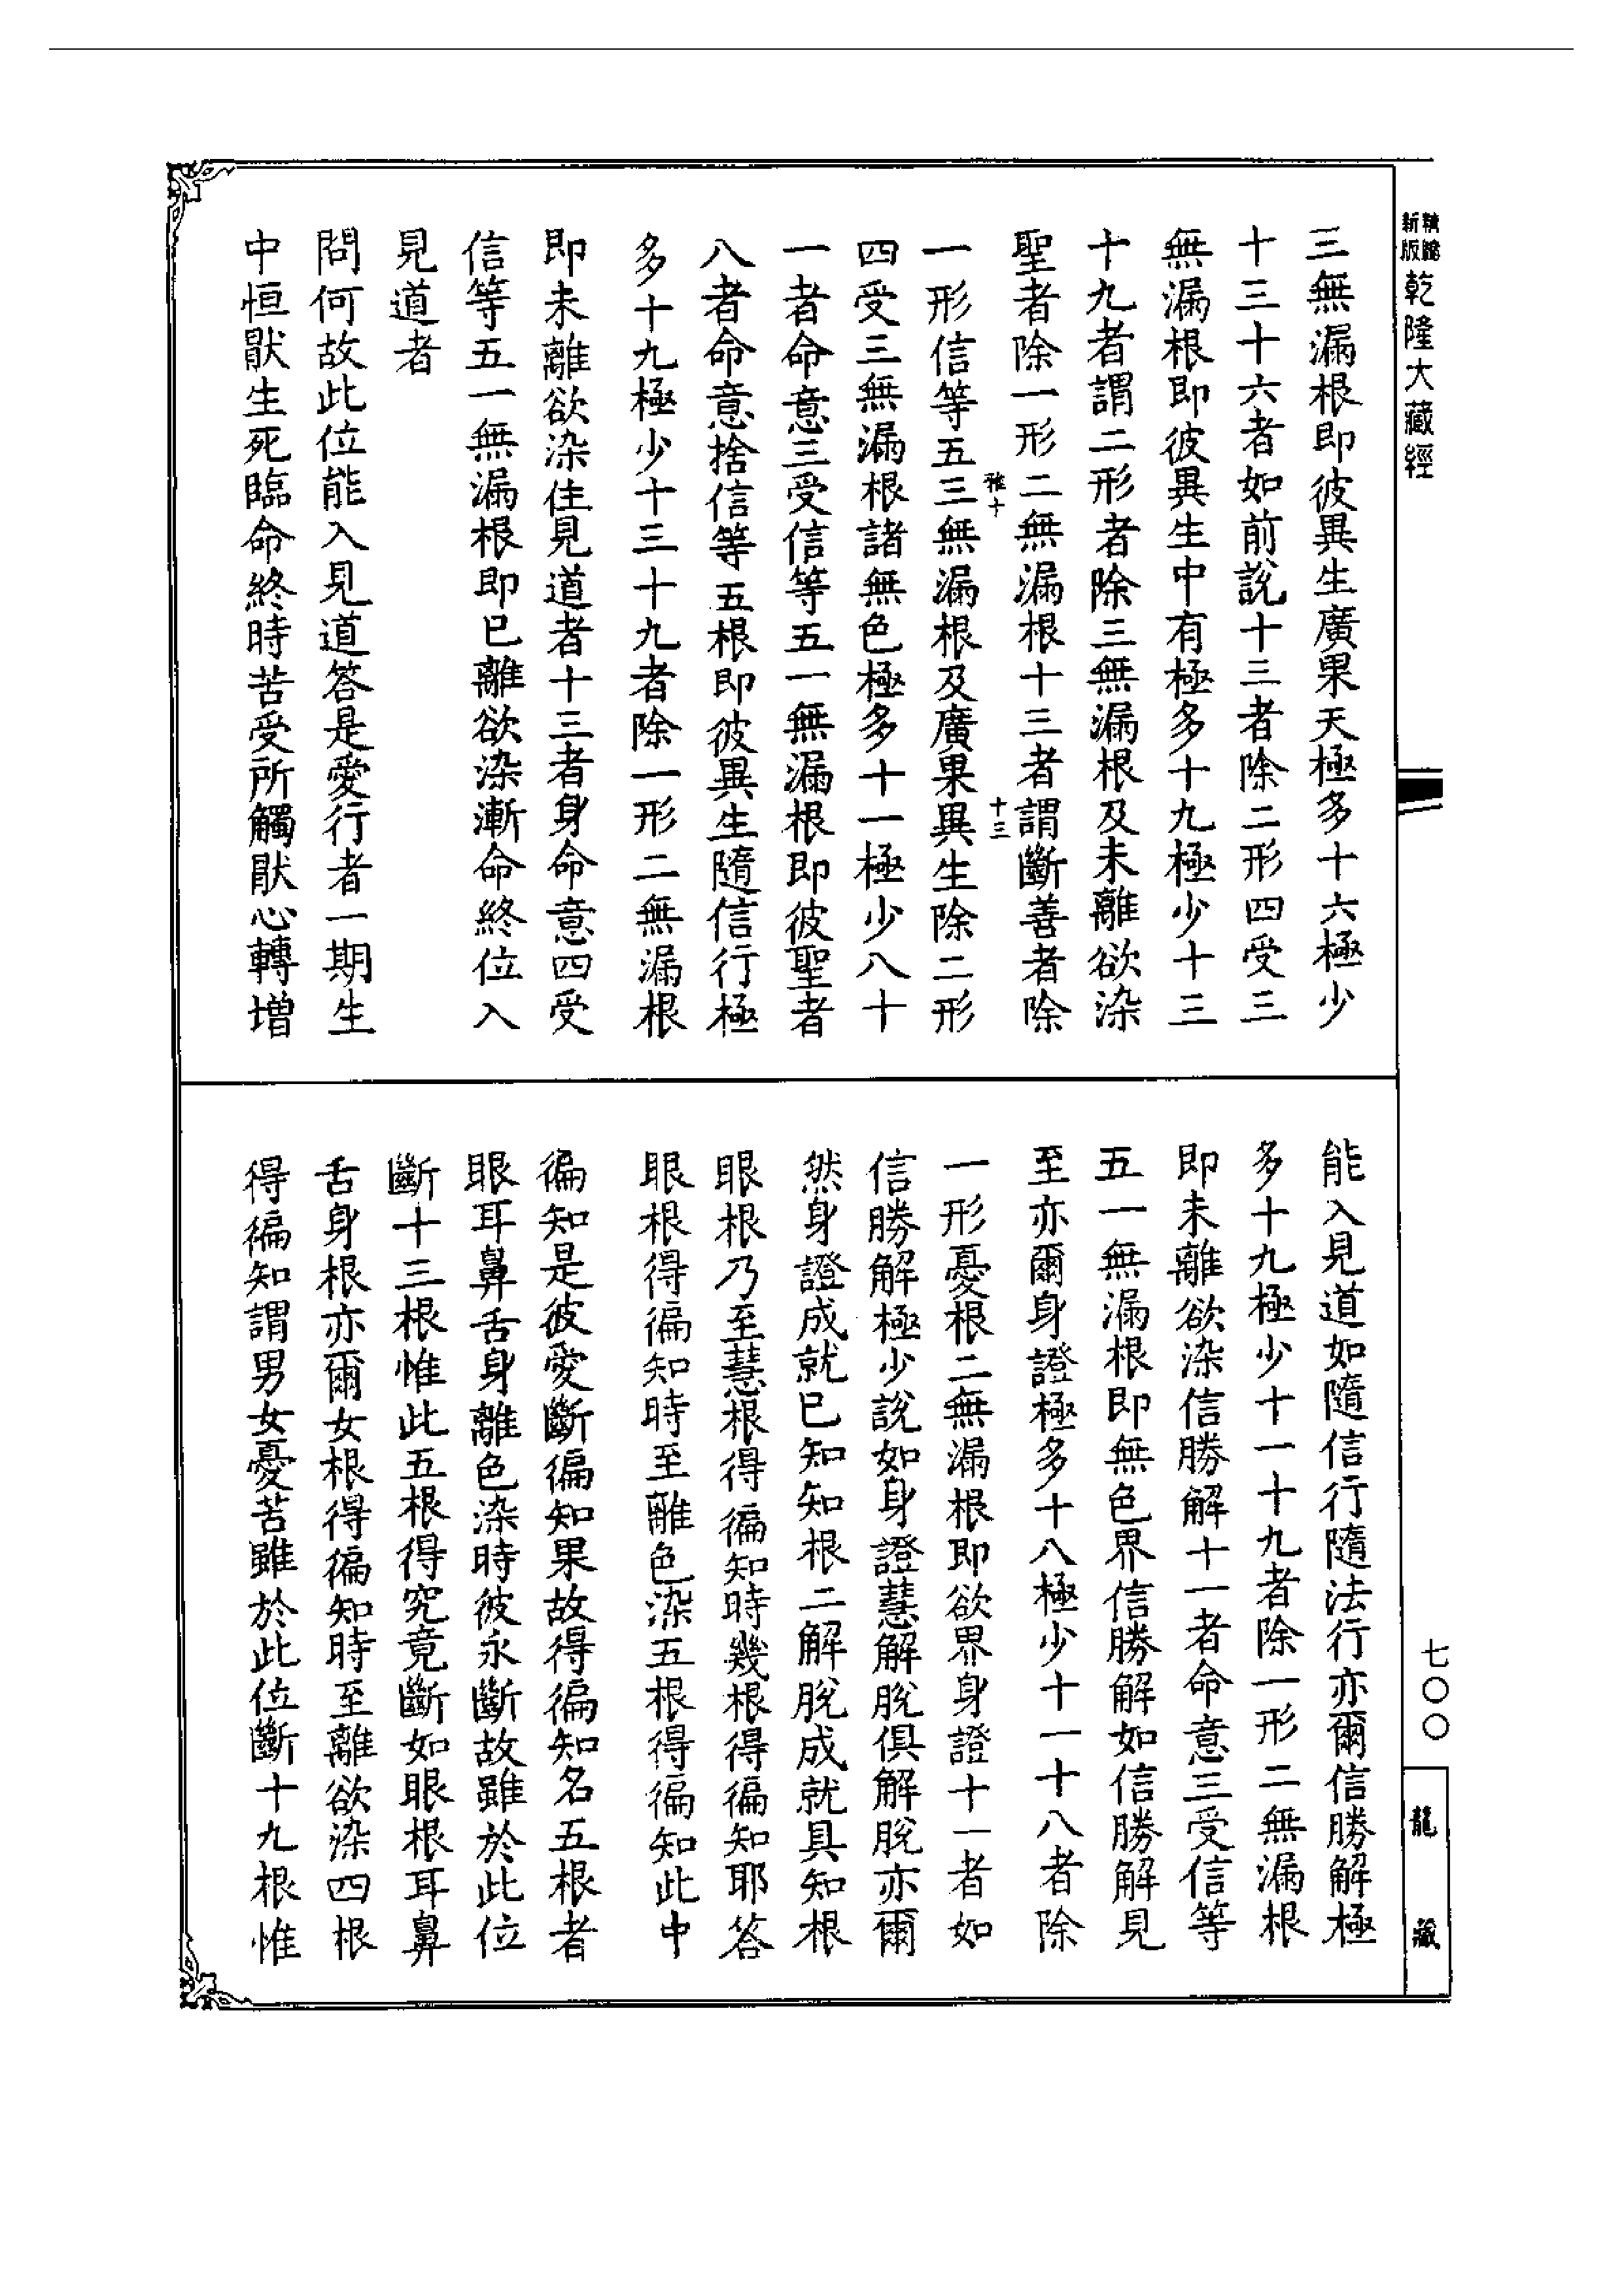 新版
精縮
乾隆大藏經
三無漏根即彼異生廣果天極多十六極少
十三十六者如前説十三者除二形四受三
無漏根即彼異生中有極多十九極少十三
十九者謂二形者除三無漏根及未離欲染
聖者除一形二無漏根十三者謂斷善者除
雅十
十三
一形信等五三無漏根及廣果異生除二形
四受三無漏根諸無色極多十一極少八十
一者命意三受信等五一無漏根即彼聖者
八者命意捨信等五根即彼異生隨信行極
多十九極少十三十九者除一形二無漏根
即未離欲染住見道者十三者身命意四受
信等五一無漏根即已離欲染漸命終位入
見道者
問何故此位能入見道答是愛行者一期生
中恒猒生死臨命終時苦受所觸猒心轉增
能入見道如隨信行隨法行亦爾信勝解極
多十九極少十一十九者除一形二無漏根
即未離欲染信勝解十一者命意三受信等
五一無漏根即無色界信勝解如信勝解見
至亦爾身證極多十八極少十一十八者除
一形憂根二無漏根即欲界身證十一者如
信勝解極少說如身證慧解脫俱解脫亦爾
然身證成就已知知根二解脫成就具知根
眼根乃至慧根得徧知時幾根得徧知耶答
眼根得徧知時至離色染五根得徧知此中
徧知是彼愛斷徧知果故得徧知名五根者
眼耳鼻舌身離色染時彼永斷故雖於此位
斷十三根惟此五根得究竟斷如眼根耳鼻
舌身根亦爾女根得徧知時至離欲染四根
得徧知謂男女憂苦雖於此位斷十九根惟
七〇〇
龍藏